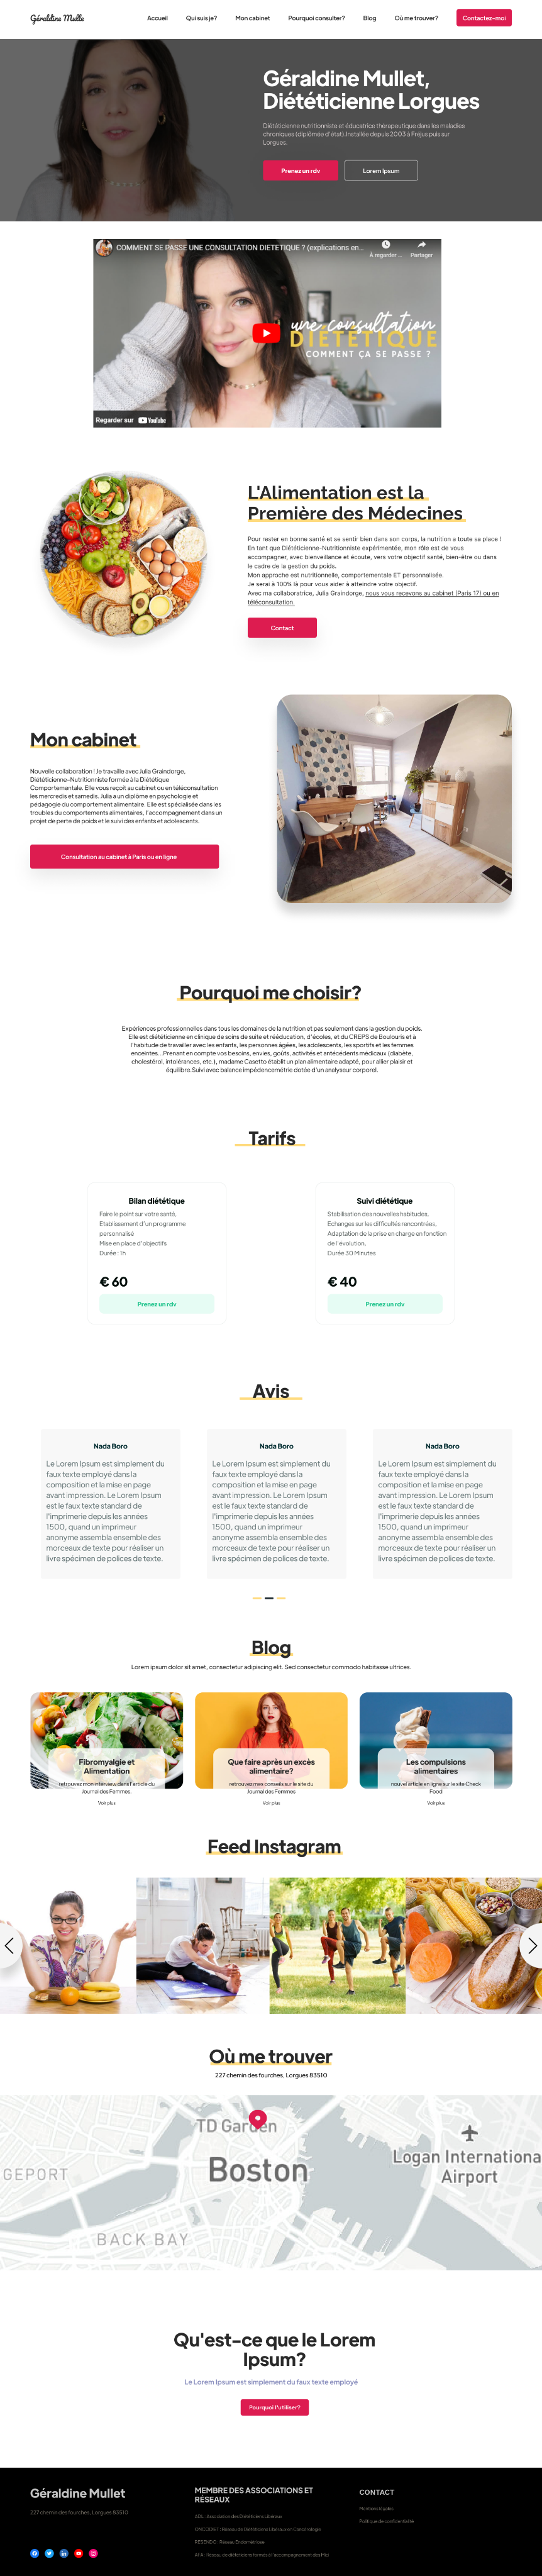 Géraldine Mulle
Accueil
Qui suis je?
Mon cabinet
Pourquoi consulter?
Blog
Où me trouver?
Contactez-moi
Géraldine Mullet,
Diététicienne Lorgues
Diététicienne nutritionniste et éducatrice thérapeutique dans les maladies
chroniques (diplômée d'état).Installée depuis 2003 à Fréjus puis sur
Lorgues .
Prenez un rdv
Lorem Ipsum
COMMENT SE PASSE UNE CONSULTATION DIETETIQUE ? (explications en...
À regarder ...
Partager
une consultation
DIÉTÉTIQUE
COMMENT ÇA SE PASSE ?
Regarder sur YouTube
L'Alimentation est la
Première des Médecines
Pour rester en bonne santé et se sentir bien dans son corps, la nutrition a toute sa place !
En tant que Diététicienne-Nutritionniste expérimentée, mon rôle est de vous
accompagner, avec bienveillance et écoute, vers votre objectif santé, bien-être ou dans
le cadre de la gestion du poids.
Mon approche est nutritionnelle, comportementale ET personnalisée.
Je serai à 100% là pour vous aider à atteindre votre objectif.
Avec ma collaboratrice, Julia Graindorge, nous vous recevons au cabinet (Paris 17) ou en
téléconsultation.
Contact
Mon cabinet
Nouvelle collaboration ! Je travaille avec Julia Graindorge,
Diététicienne-Nutritionniste formée à la Diététique
Comportementale. Elle vous reçoit au cabinet ou en téléconsultation
les mercredis et samedis. Julia a un diplôme en psychologie et
pédagogie du comportement alimentaire. Elle est spécialisée dans les
troubles du comportements alimentaires, l'accompagnement dans un
projet de perte de poids et le suivi des enfants et adolescents.
Consultation au cabinet à Paris ou en ligne
Pourquoi me choisir?
Expériences professionnelles dans tous les domaines de la nutrition et pas seulement dans la gestion du poids.
Elle est diététicienne en clinique de soins de suite et rééducation, d'écoles, et du CREPS de Boulouris et à
l'habitude de travailler avec les enfants, les personnes âgées, les adolescents, les sportifs et les femmes
enceintes...Prenant en compte vos besoins, envies, goûts, activités et antécédents médicaux (diabète,
cholestérol, intolérances, etc.), madame Casetto établit un plan alimentaire adapté, pour allier plaisir et
équilibre.Suivi avec balance impédencemétrie dotée d'un analyseur corporel.
Tarifs
Bilan diététique
Faire le point sur votre santé,
Etablissement d'un programme
personnalisé
Mise en place d'objectifs
Durée : 1h
€ 60
Prenez un rdv
Suivi diététique
Stabilisation des nouvelles habitudes,
Echanges sur les difficultés rencontrées,
Adaptation de la prise en charge en fonction
de l'évolution,
Durée 30 Minutes
€ 40
Prenez un rdv
Avis
Nada Boro
Le Lorem Ipsum est simplement du
faux texte employé dans la
composition et la mise en page
avant impression. Le Lorem Ipsum
est le faux texte standard de
l'imprimerie depuis les années
1500, quand un imprimeur
anonyme assembla ensemble des
morceaux de texte pour réaliser un
livre spécimen de polices de texte.
Nada Boro
Le Lorem Ipsum est simplement du
faux texte employé dans la
composition et la mise en page
avant impression. Le Lorem Ipsum
est le faux texte standard de
l'imprimerie depuis les années
1500, quand un imprimeur
anonyme assembla ensemble des
morceaux de texte pour réaliser un
livre spécimen de polices de texte.
Nada Boro
Le Lorem Ipsum est simplement du
faux texte employé dans la
composition et la mise en page
avant impression. Le Lorem Ipsum
est le faux texte standard de
l'imprimerie depuis les années
1500, quand un imprimeur
anonyme assembla ensemble des
morceaux de texte pour réaliser un
livre spécimen de polices de texte.
Blog
Lorem ipsum dolor sit amet, consectetur adipiscing elit. Sed consectetur commodo habitasse ultrices.
Fibromyalgie et
Alimentation
retrouvez mon interview dans l'article du
Journal des Femmes.
Voir plus
Que faire après un excès
alimentaire?
retrouvez mes conseils sur le site du
Journal des Femmes
Voir plus
Les compulsions
alimentaires
nouvel article en ligne sur le site Check
Food
Voir plus
Feed Instagram
Où me trouver
227 chemin des fourches, Lorgues 83510
TD Garden
Boston
Logan International
Airport
GEPORT
BACK BAY
Qu'est-ce que le Lorem
Ipsum?
Le Lorem Ipsum est simplement du faux texte employé
Pourquoi l'utiliser?
Géraldine Mullet
227 chemin des fourches, Lorgues 83510
MEMBRE DES ASSOCIATIONS ET
RÉSEAUX
ADL : Association des Diététiciens Libéraux
RESENDO : Réseau Endométriose
AFA : Réseau de diététiciens formés à l'accompagnement des MICI
CONTACT
Mentions légales
Politique de confidentialité